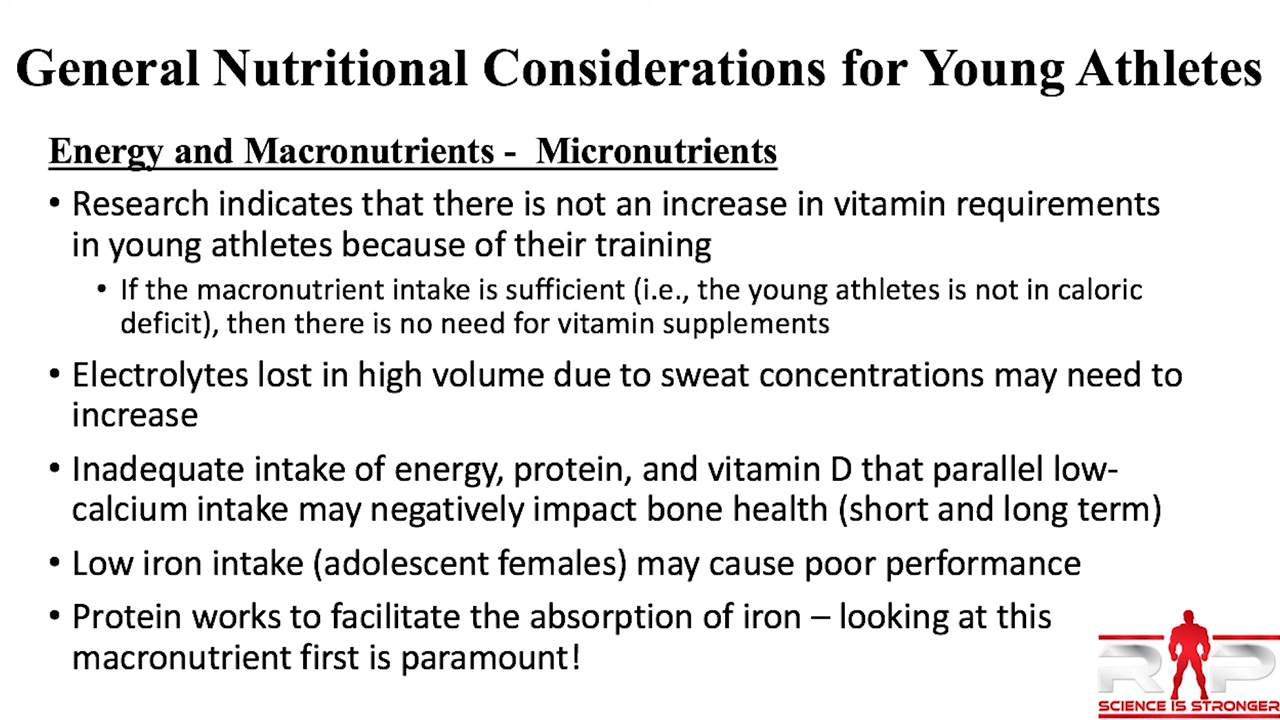 General Nutritional Considerations for Young Athletes
Energy and Macronutrients - Micronutrients
• Research indicates that there is not an increase in vitamin requirements
in young athletes because of their training
• If the macronutrient intake is sufficient (i.e., the young athletes is not in caloric
deficit), then there is no need for vitamin supplements
• Electrolytes lost in high volume due to sweat concentrations may need to
increase
• Inadequate intake of energy, protein, and vitamin D that parallel low-
calcium intake may negatively impact bone health (short and long term)
• Low iron intake (adolescent females) may cause poor performance
• Protein works to facilitate the absorption of iron – looking at this
macronutrient first is paramount!
RP
SCIENCE IS STRONGER